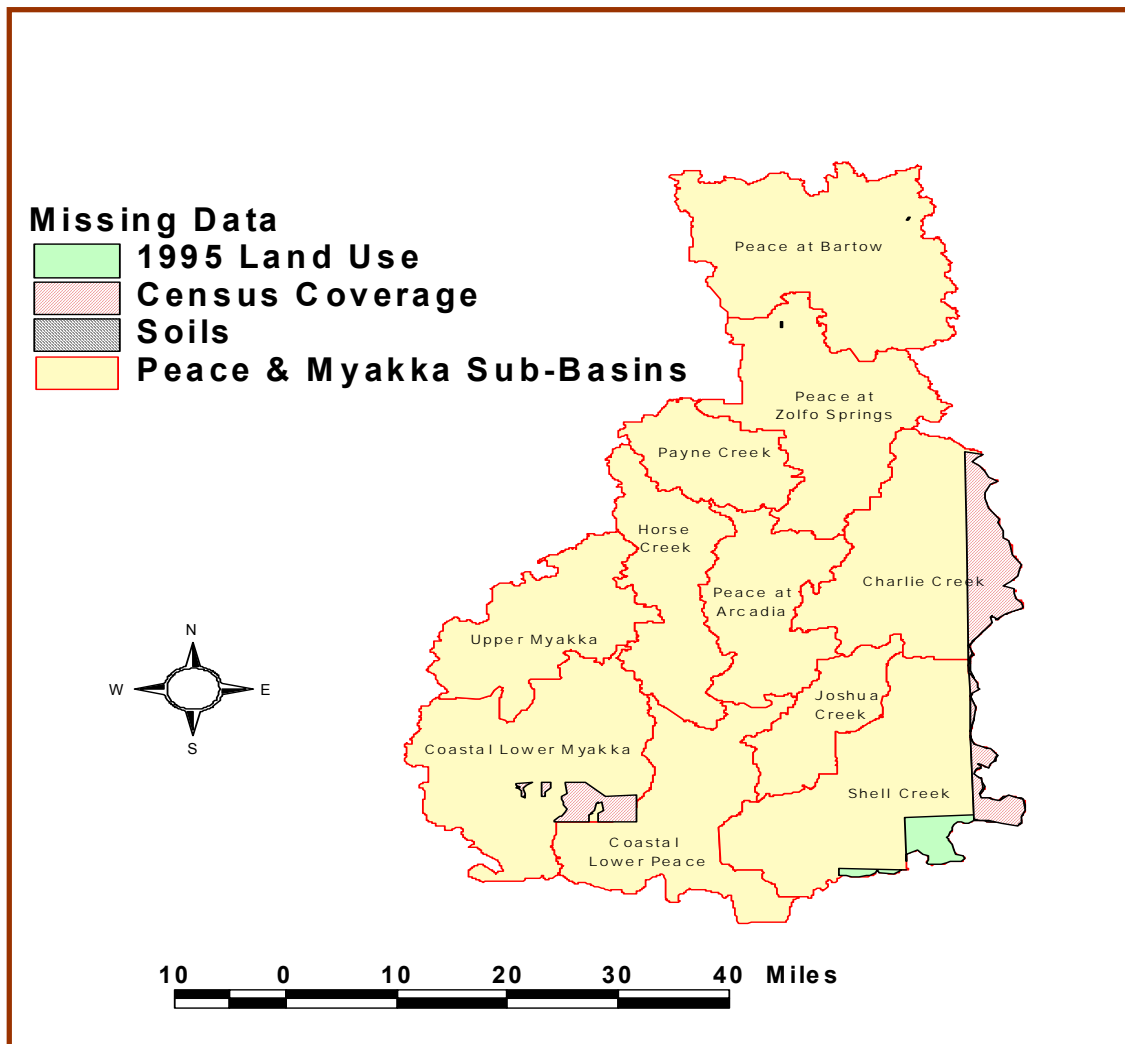 Missing Data
1995 Land Use
Census Coverage
Soils
Peace & Myakka Sub-Basins
Peace at Bartow
Peace at
Zolfo Springs
Payne Creek
Horse
Creek
Charlie Creek
Peace at
Arcadia
Upper Myakka
Joshua
Creek
Coastal Lower Myakka
Shell Creek
Coastal
Lower Peace
N
W
E
S
10 0 10 20 30 40 Miles